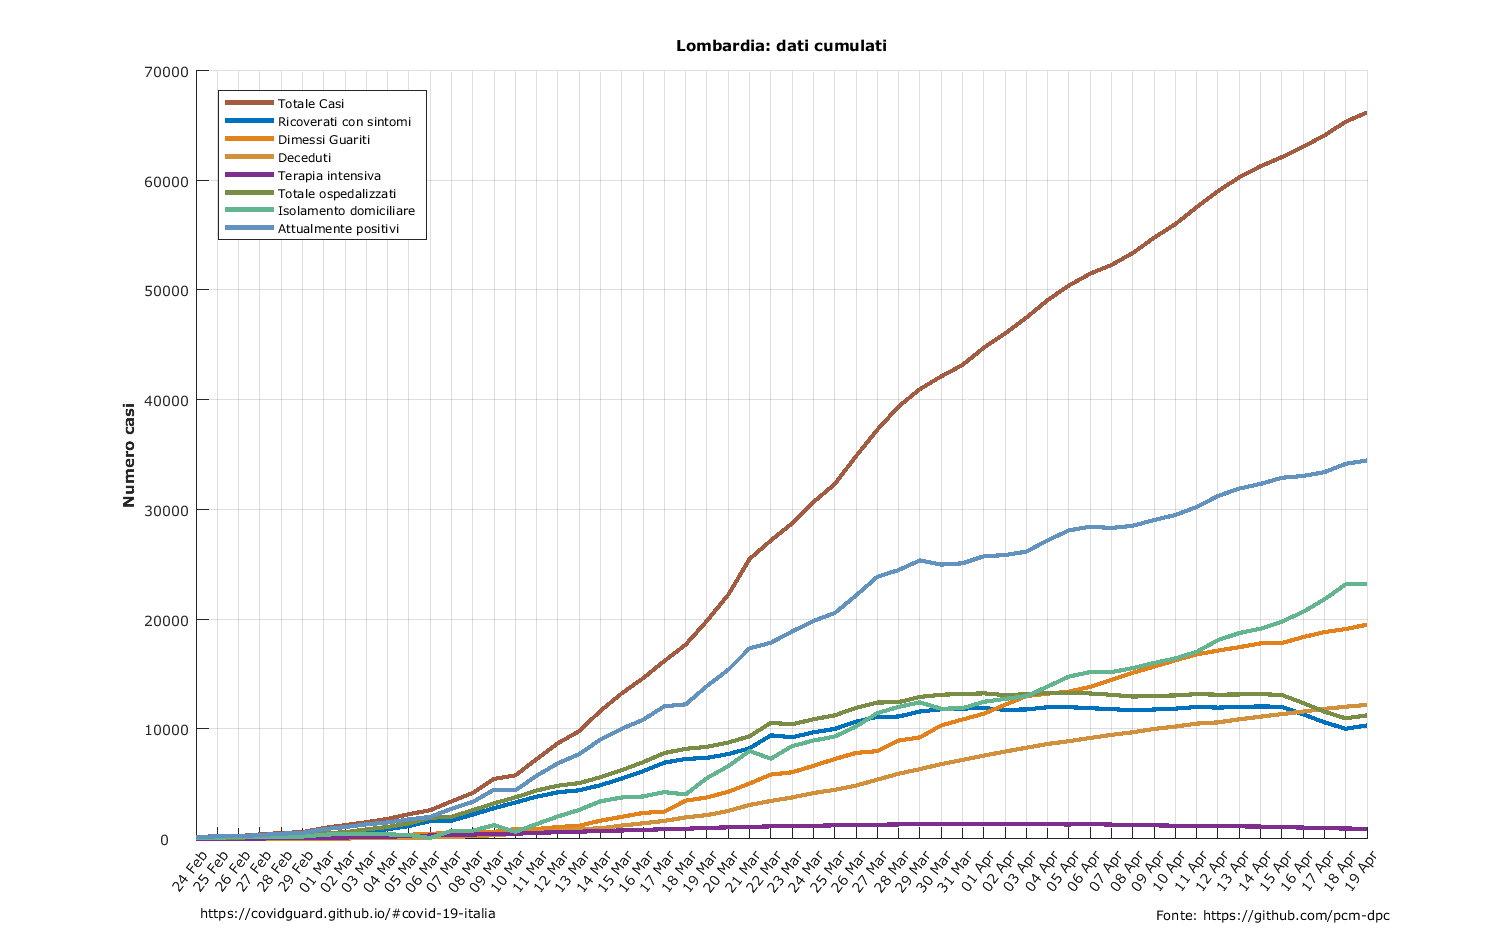 Lombardia: dati cumulati
70000
60000
50000
40000
30000
20000
10000
0
Numero casi
Totale Casi
Ricoverati con sintomi
Dimessi Guariti
Deceduti
Terapia intensiva
Totale ospedalizzati
Isolamento domiciliare
Attualmente positivi
24 Feb
25 Feb
26 Feb
27 Feb
28 Feb
29 Feb
01 Mar
02 Mar
03 Mar
04 Mar
05 Mar
06 Mar
07 Mar
08 Mar
09 Mar
10 Mar
11 Mar
12 Mar
13 Mar
14 Mar
15 Mar
16 Mar
17 Mar
18 Mar
19 Mar
20 Mar
21 Mar
22 Mar
23 Mar
24 Mar
25 Mar
26 Mar
27 Mar
28 Mar
29 Mar
30 Mar
31 Mar
01 Apr
02 Apr
03 Apr
04 Apr
05 Apr
06 Apr
07 Apr
08 Apr
09 Apr
10 Apr
11 Apr
12 Apr
13 Apr
14 Apr
15 Apr
16 Apr
17 Apr
18 Apr
19 Apr
https://covidguard.github.io/#covid-19-italia
Fonte: https://github.com/pcm-dpc